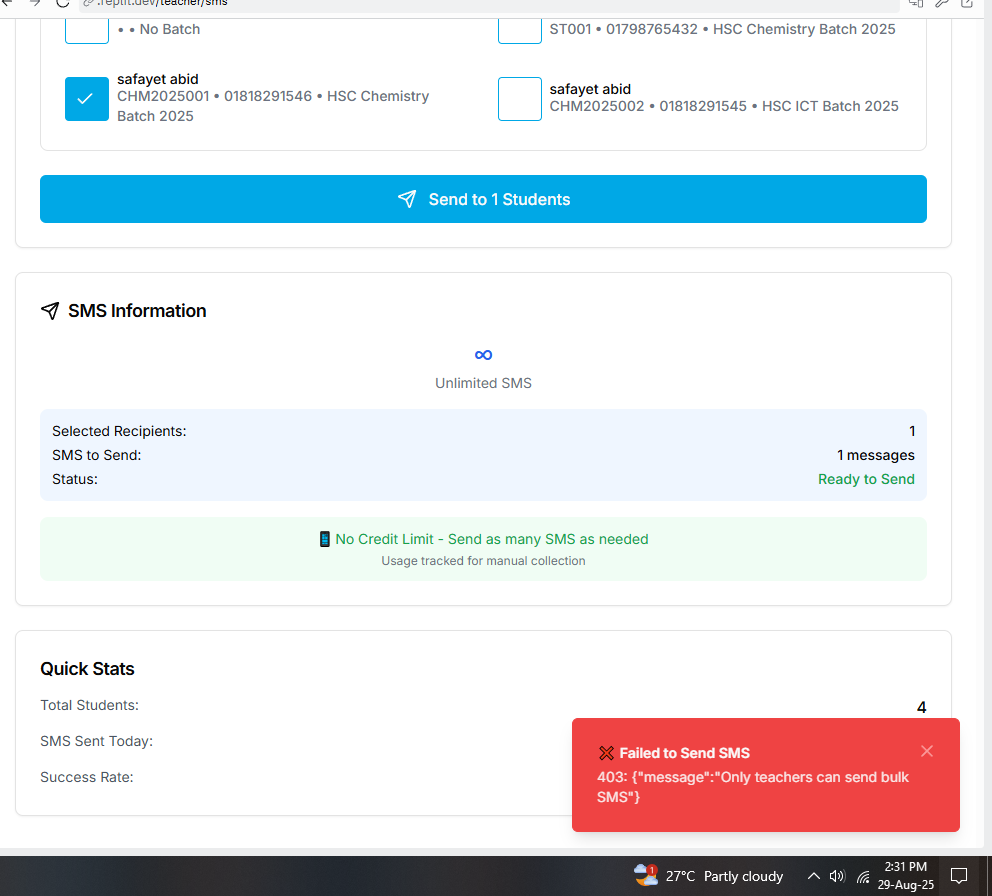 .replit.dev/teacher/sms
• • No Batch
ST001 • 01798765432 • HSC Chemistry Batch 2025
safayet abid
CHM2025001 • 01818291546 • HSC Chemistry
Batch 2025
safayet abid
CHM2025002 • 01818291545 • HSC ICT Batch 2025
Send to 1 Students
SMS Information
Unlimited SMS
Selected Recipients: 1
SMS to Send: 1 messages
Status: Ready to Send
No Credit Limit - Send as many SMS as needed
Usage tracked for manual collection
Quick Stats
Total Students: 4
SMS Sent Today:
Success Rate:
Failed to Send SMS
403: {"message":"Only teachers can send bulk
SMS"}
1
27°C Partly cloudy
2:31 PM
29-Aug-25